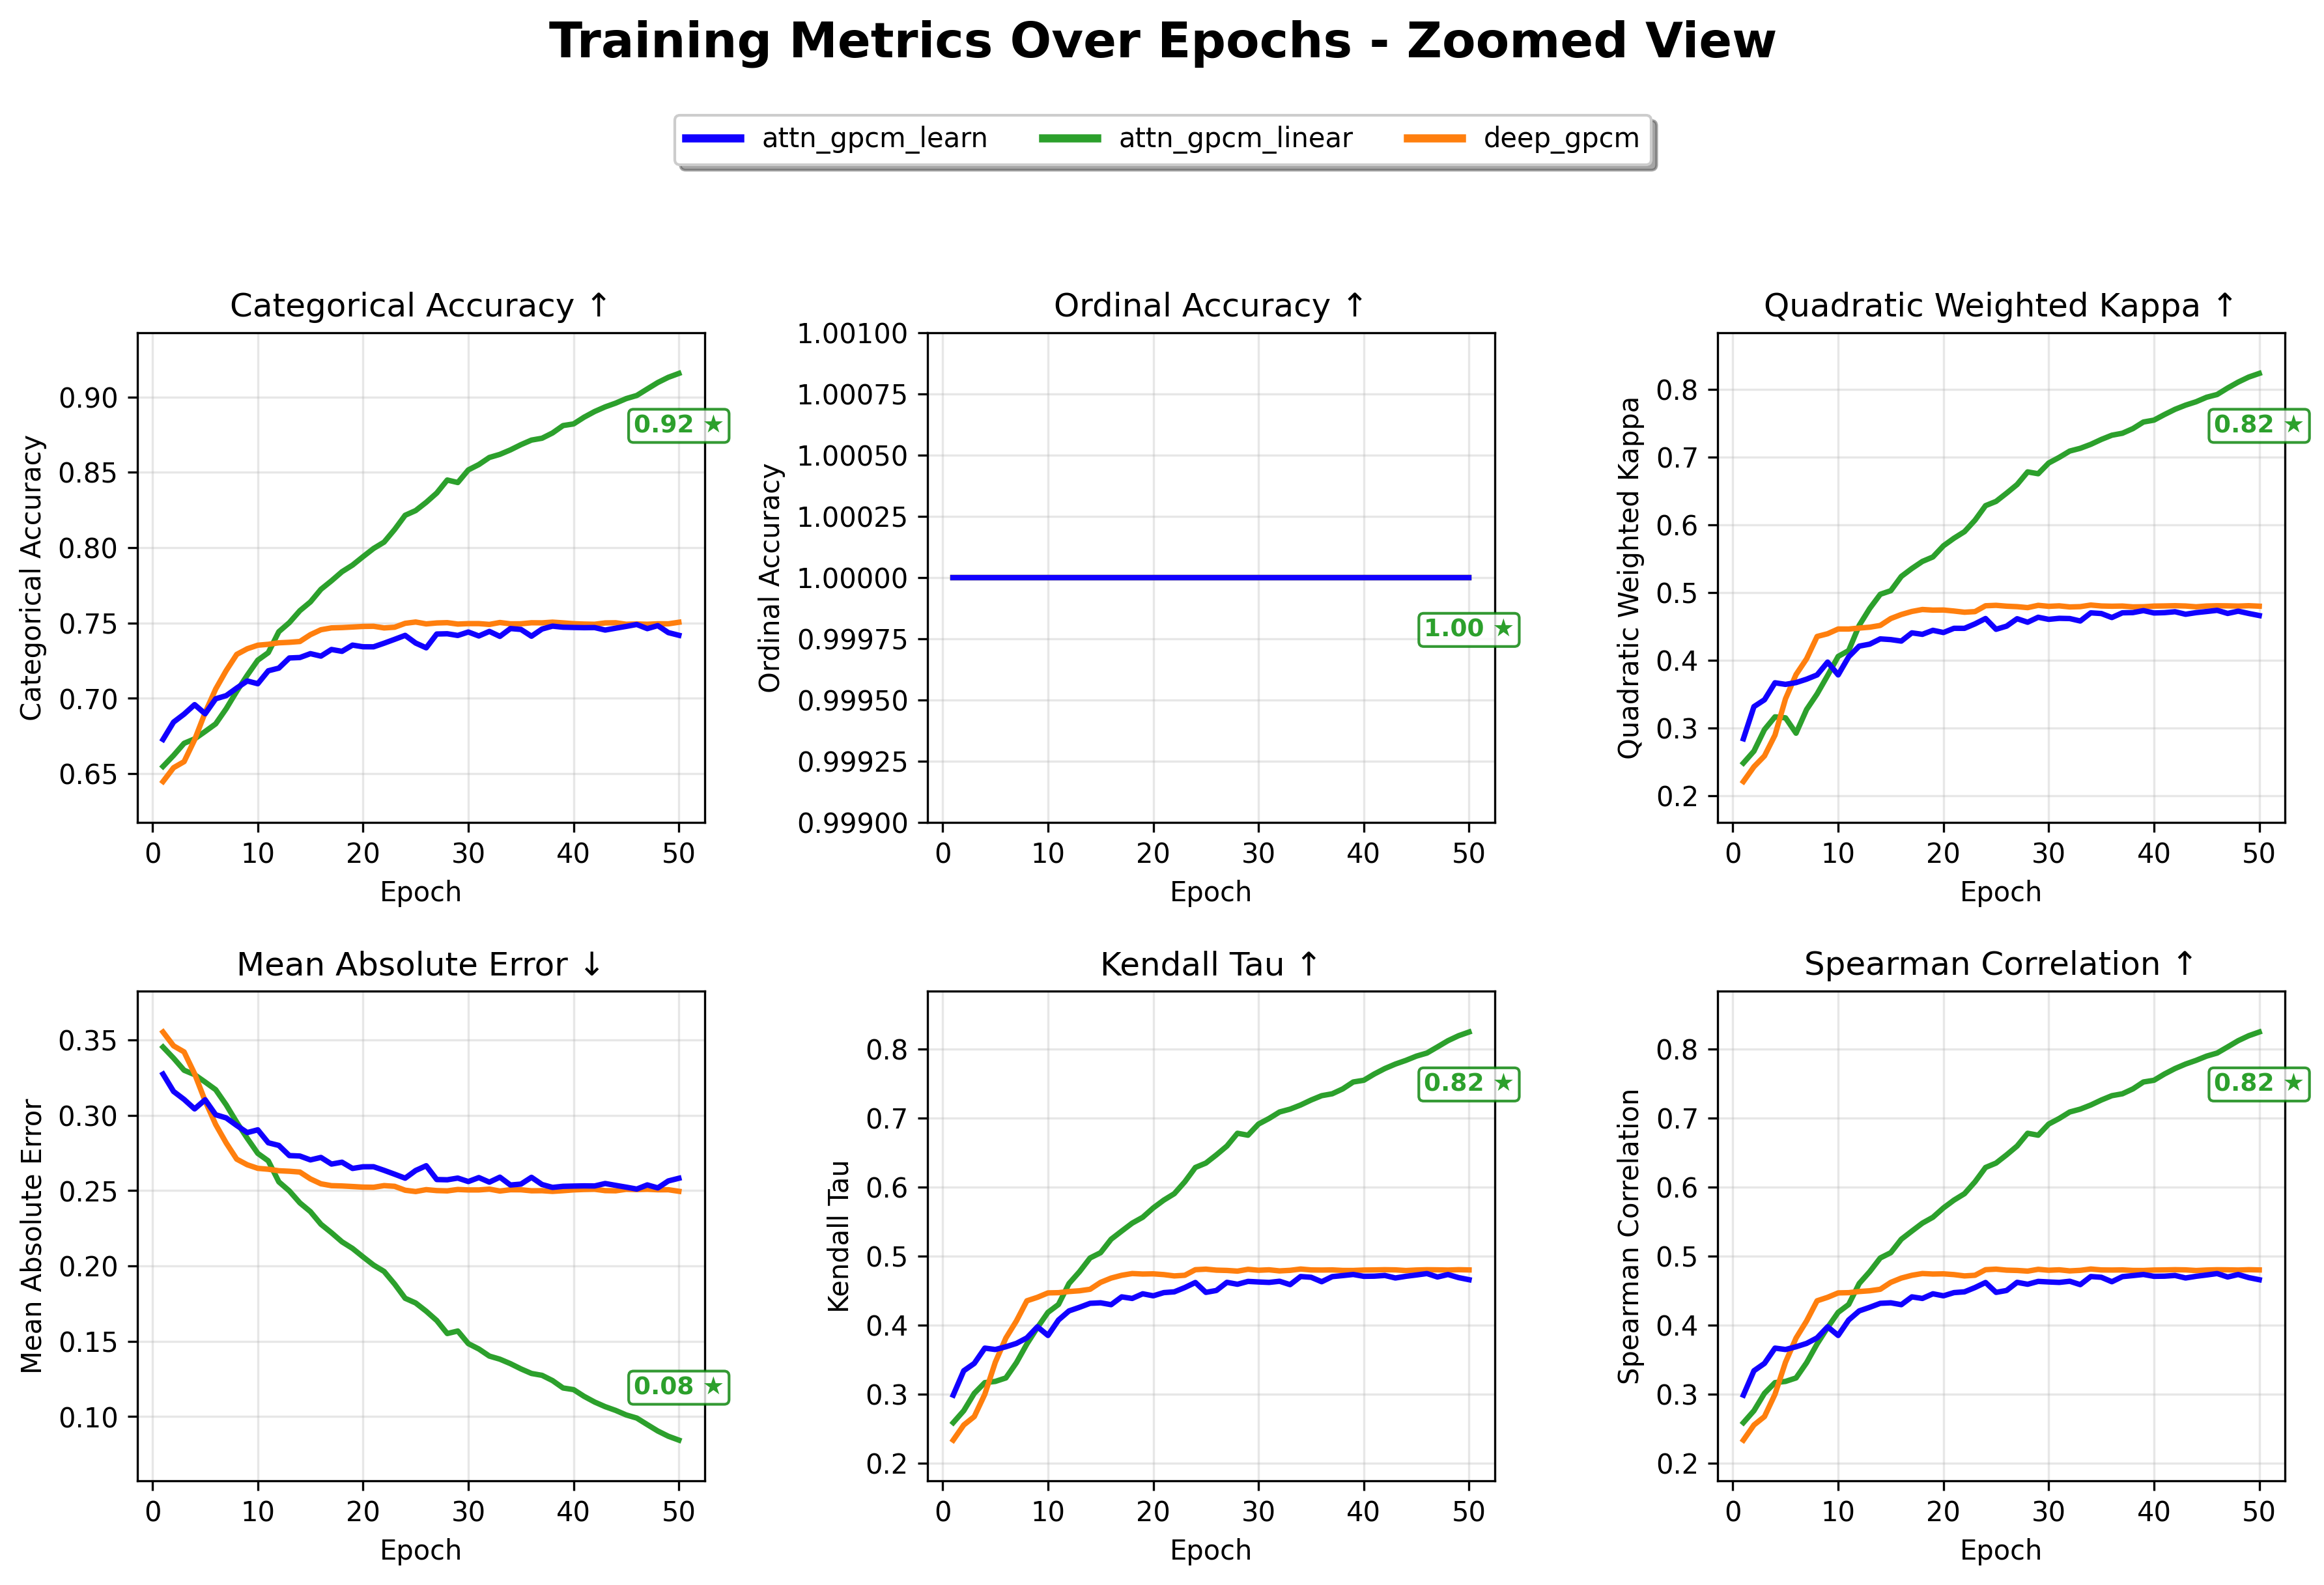 Training Metrics Over Epochs - Zoomed View
attn_gpcm_learn
attn_gpcm_linear
deep_gpcm
Categorical Accuracy ↑
Categorical Accuracy
0.90
0.85
0.80
0.75
0.70
0.65
0.92 ★
0 10 20 30 40 50
Epoch
Ordinal Accuracy ↑
Ordinal Accuracy
1.00100
1.00075
1.00050
1.00025
1.00000
0.99975
0.99950
0.99925
0.99900
1.00 ★
0 10 20 30 40 50
Epoch
Quadratic Weighted Kappa ↑
Quadratic Weighted Kappa
0.8
0.7
0.6
0.5
0.4
0.3
0.2
0.82 ★
0 10 20 30 40 50
Epoch
Mean Absolute Error ↓
Mean Absolute Error
0.35
0.30
0.25
0.20
0.15
0.10
0.08 ★
0 10 20 30 40 50
Epoch
Kendall Tau ↑
Kendall Tau
0.8
0.7
0.6
0.5
0.4
0.3
0.2
0.82 ★
0 10 20 30 40 50
Epoch
Spearman Correlation ↑
Spearman Correlation
0.8
0.7
0.6
0.5
0.4
0.3
0.2
0.82 ★
0 10 20 30 40 50
Epoch